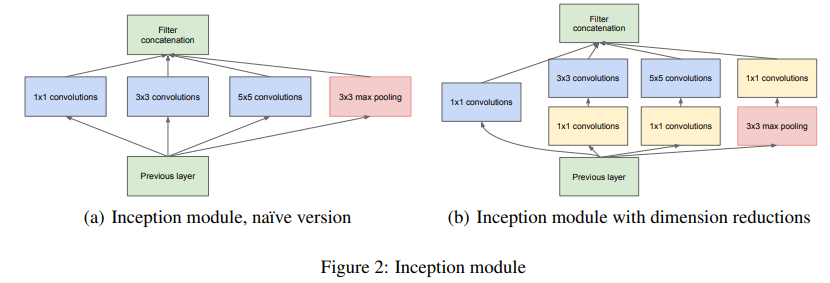 Filter
concatenation
1x1 convolutions
3x3 convolutions
5x5 convolutions
3x3 max pooling
Previous layer
(a) Inception module, naïve version
Filter
concatenation
3x3 convolutions
5x5 convolutions
1x1 convolutions
1x1 convolutions
1x1 convolutions
1x1 convolutions
3x3 max pooling
Previous layer
(b) Inception module with dimension reductions
Figure 2: Inception module